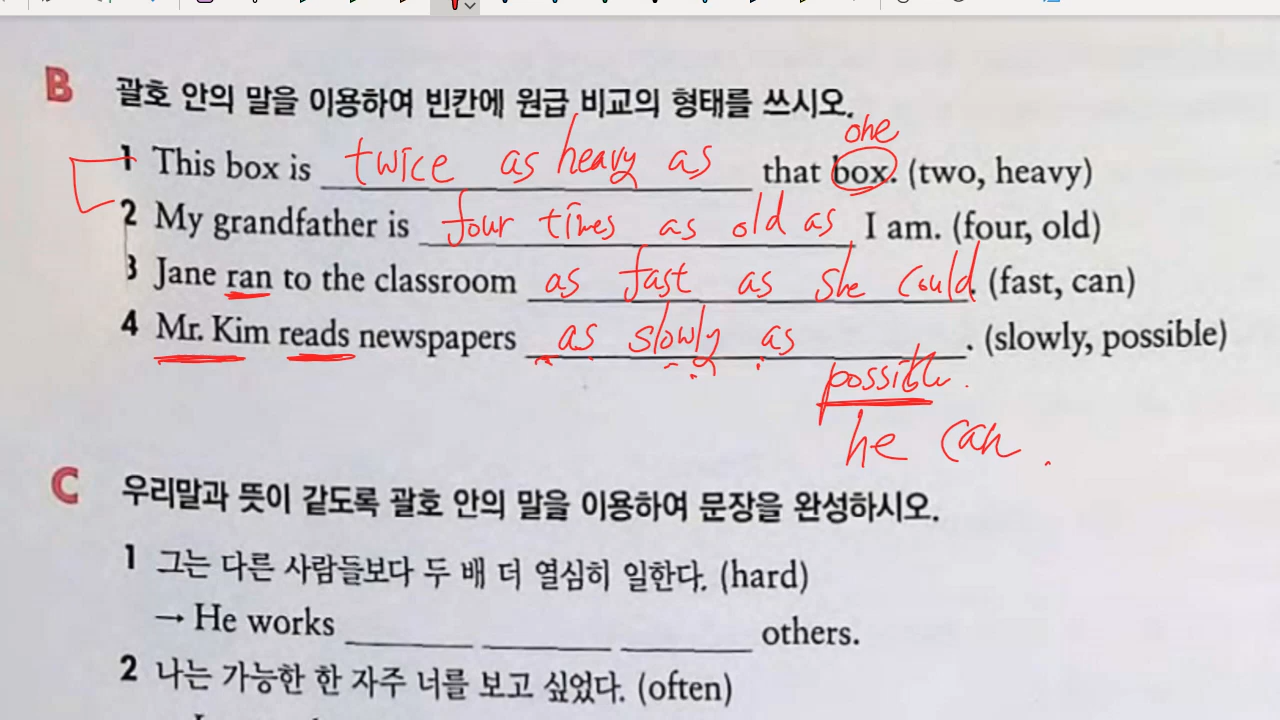 B 괄호 안의 말을 이용하여 빈칸에 원급 비교의 형태를 쓰시오.
one
1 This box is twice as heavy as that box. (two, heavy)
2 My grandfather is four times as old as I am. (four, old)
3 Jane ran to the classroom as fast as she could. (fast, can)
4 Mr. Kim reads newspapers as slowly as . (slowly, possible)
possible.
he can.
C 우리말과 뜻이 같도록 괄호 안의 말을 이용하여 문장을 완성하시오.
1 그는 다른 사람들보다 두 배 더 열심히 일한다. (hard)
→ He works others.
2 나는 가능한 한 자주 너를 보고 싶었다. (often)